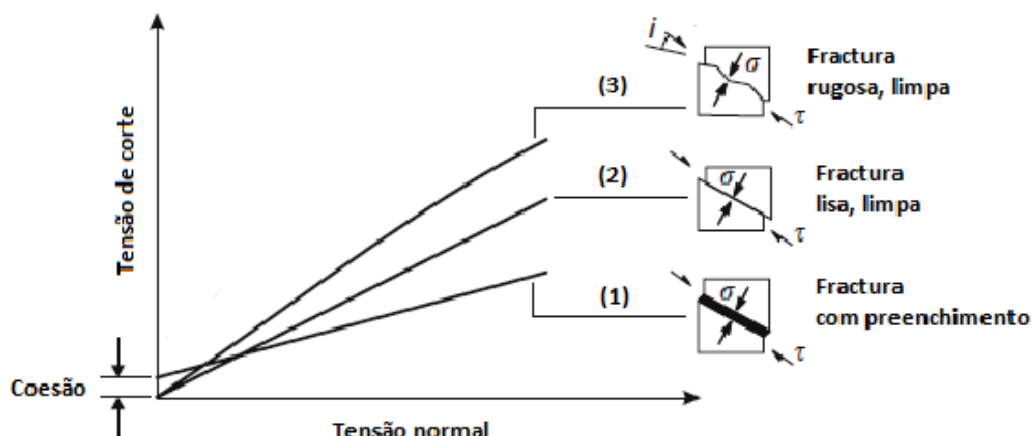 Tensão de corte
Coesão
Tensão normal
(3)
(2)
(1)
i
σ
τ
Fractura
rugosa, limpa
σ
τ
Fractura
lisa, limpa
σ
τ
Fractura
com preenchimento